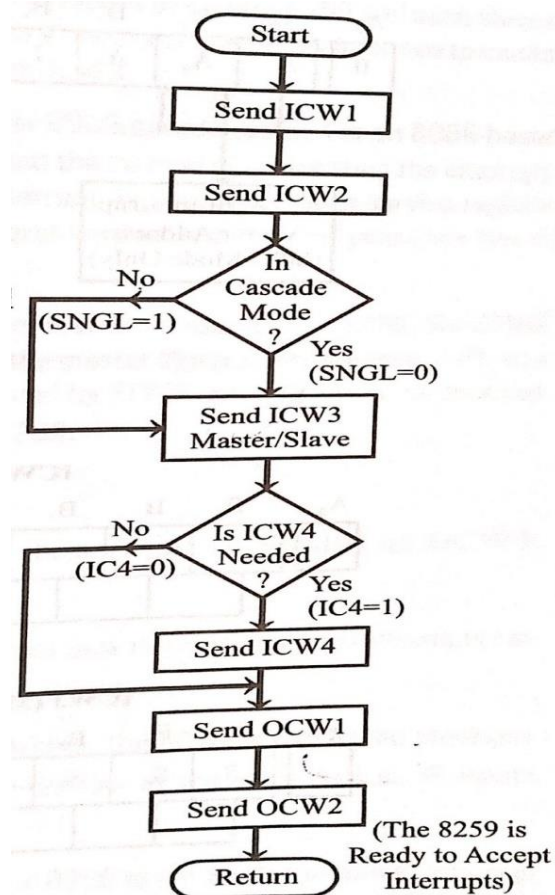 Start
Send ICW1
Send ICW2
In
Cascade
Mode
?
No
(SNGL=1)
Yes
(SNGL=0)
Send ICW3
Master/Slave
Is ICW4
Needed
?
No
(IC4=0)
Yes
(IC4=1)
Send ICW4
Send OCW1
Send OCW2
Return
(The 8259 is
Ready to Accept
Interrupts)